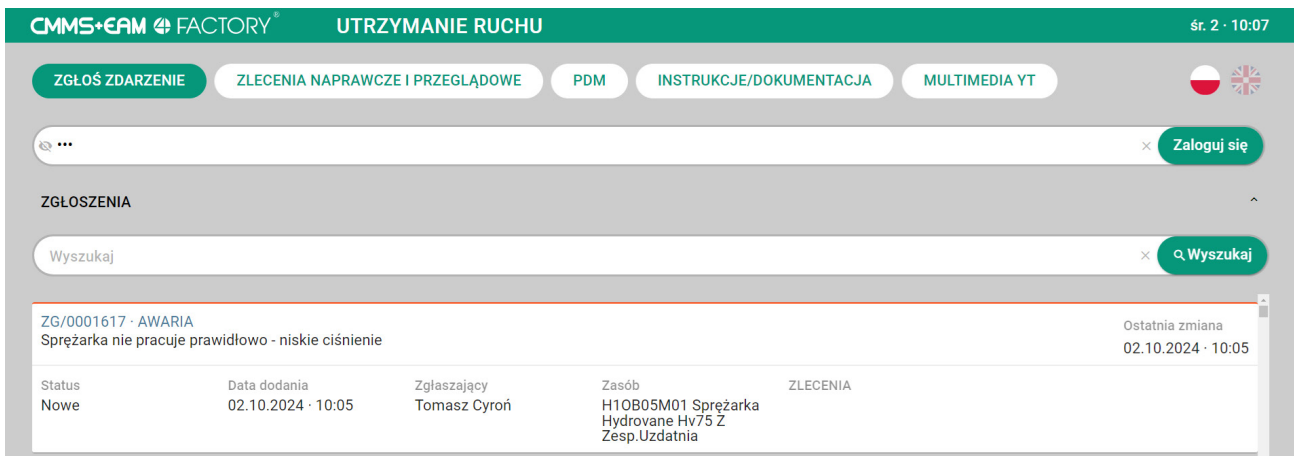 CMMS+EAM 4 FACTORY® UTRZYMANIE RUCHU śr. 2 · 10:07
ZGŁOŚ ZDARZENIE ZLECENIA NAPRAWCZE I PRZEGLĄDOWE PDM INSTRUKCJE/DOKUMENTACJA MULTIMEDIA YT
••• × Zaloguj się
ZGŁOSZENIA
Wyszukaj × Wyszukaj
ZG/0001617 · AWARIA
Sprężarka nie pracuje prawidłowo - niskie ciśnienie
Ostatnia zmiana
02.10.2024 · 10:05
Status Data dodania Zgłaszający Zasób ZLECENIA
Nowe 02.10.2024 · 10:05 Tomasz Cyroń H1OB05M01 Sprężarka
Hydrovane Hv75 Z
Zesp.Uzdatnia